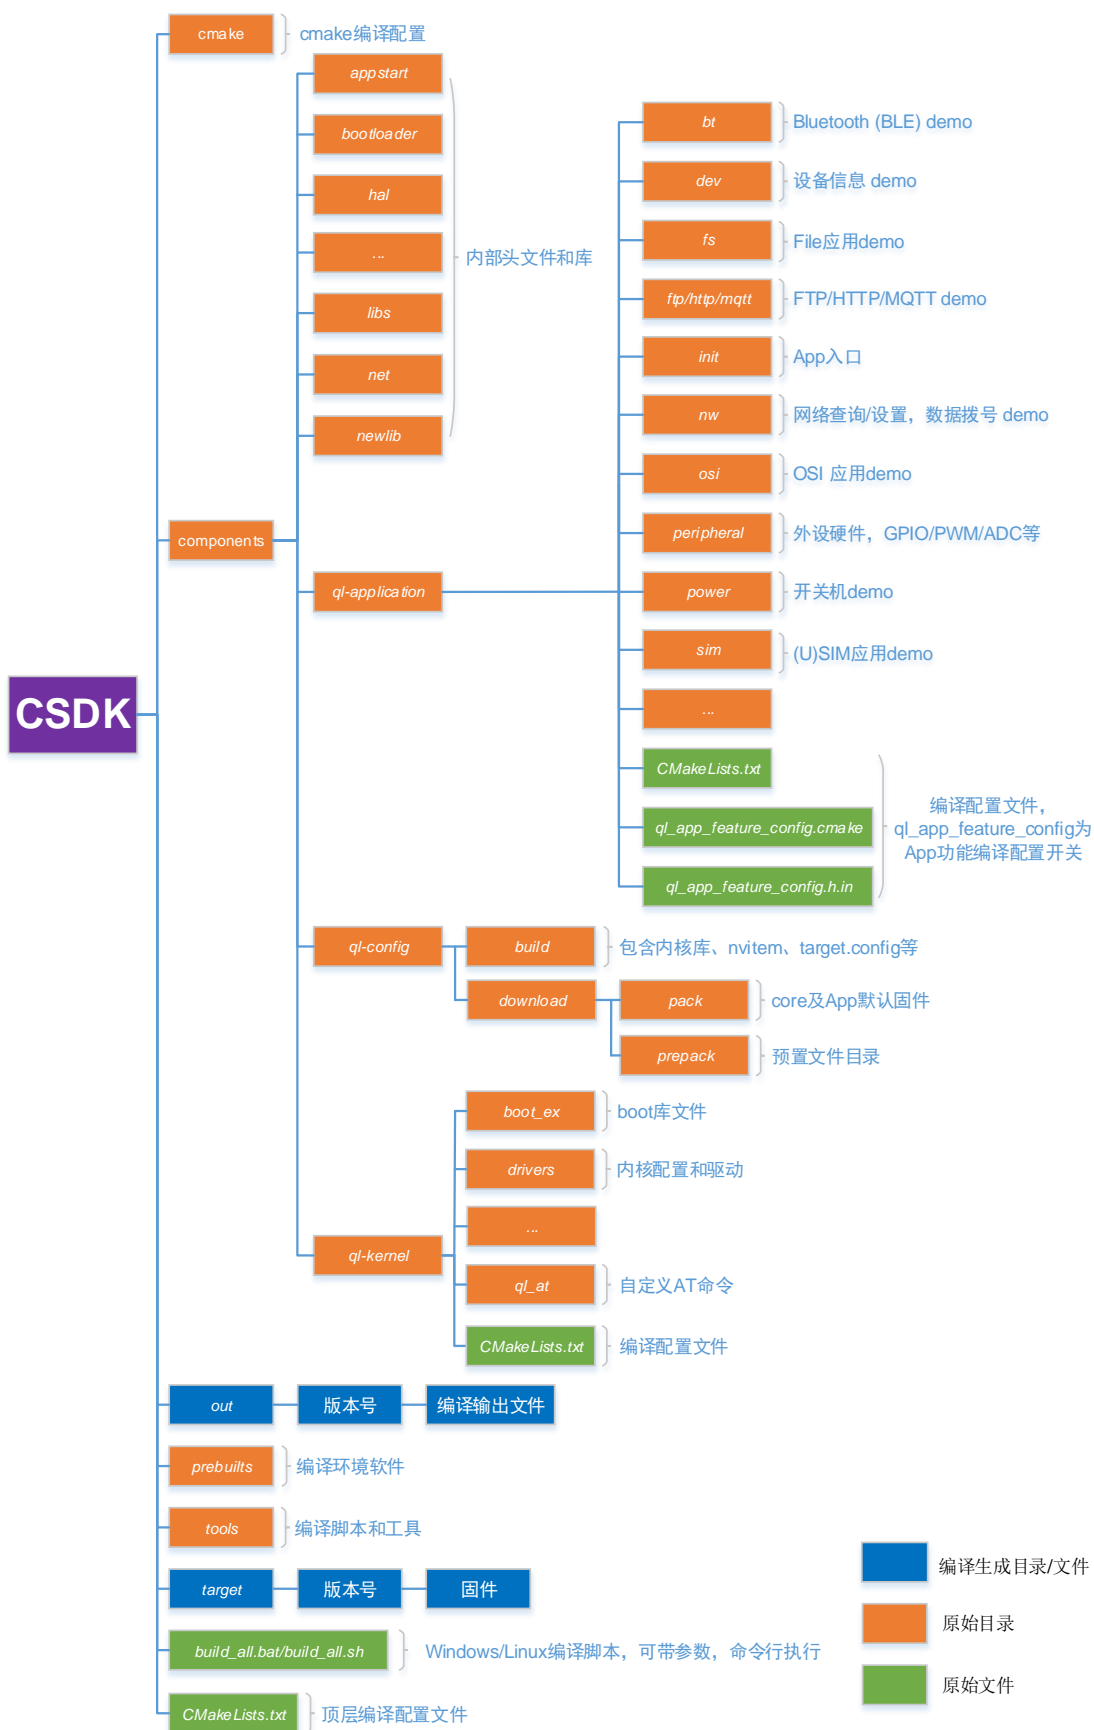 cmake
cmake编译配置
appstart
bootloader
hal
...
libs
net
newlib
内部头文件和库
bt
Bluetooth (BLE) demo
dev
设备信息 demo
fs
File应用demo
ftp/http/mqtt
FTP/HTTP/MQTT demo
init
App入口
nw
网络查询/设置，数据拨号 demo
osi
OSI 应用demo
peripheral
外设硬件，GPIO/PWM/ADC等
components
ql-application
power
开关机demo
sim
(U)SIM应用demo
...
CSDK
CMakeLists.txt
ql_app_feature_config.cmake
ql_app_feature_config.h.in
编译配置文件，
ql_app_feature_config为
App功能编译配置开关
ql-config
build
包含内核库、nvitem、target.config等
download
pack
core及App默认固件
prepack
预置文件目录
boot_ex
boot库文件
drivers
内核配置和驱动
...
ql-kernel
ql_at
自定义AT命令
CMakeLists.txt
编译配置文件
out
版本号
编译输出文件
prebuilts
编译环境软件
tools
编译脚本和工具
target
版本号
固件
build_all.bat/build_all.sh
Windows/Linux编译脚本，可带参数，命令行执行
CMakeLists.txt
顶层编译配置文件
编译生成目录/文件
原始目录
原始文件